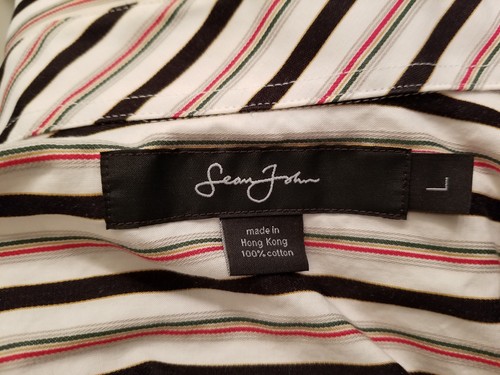 Sean John
L
made in
Hong Kong
100% cotton